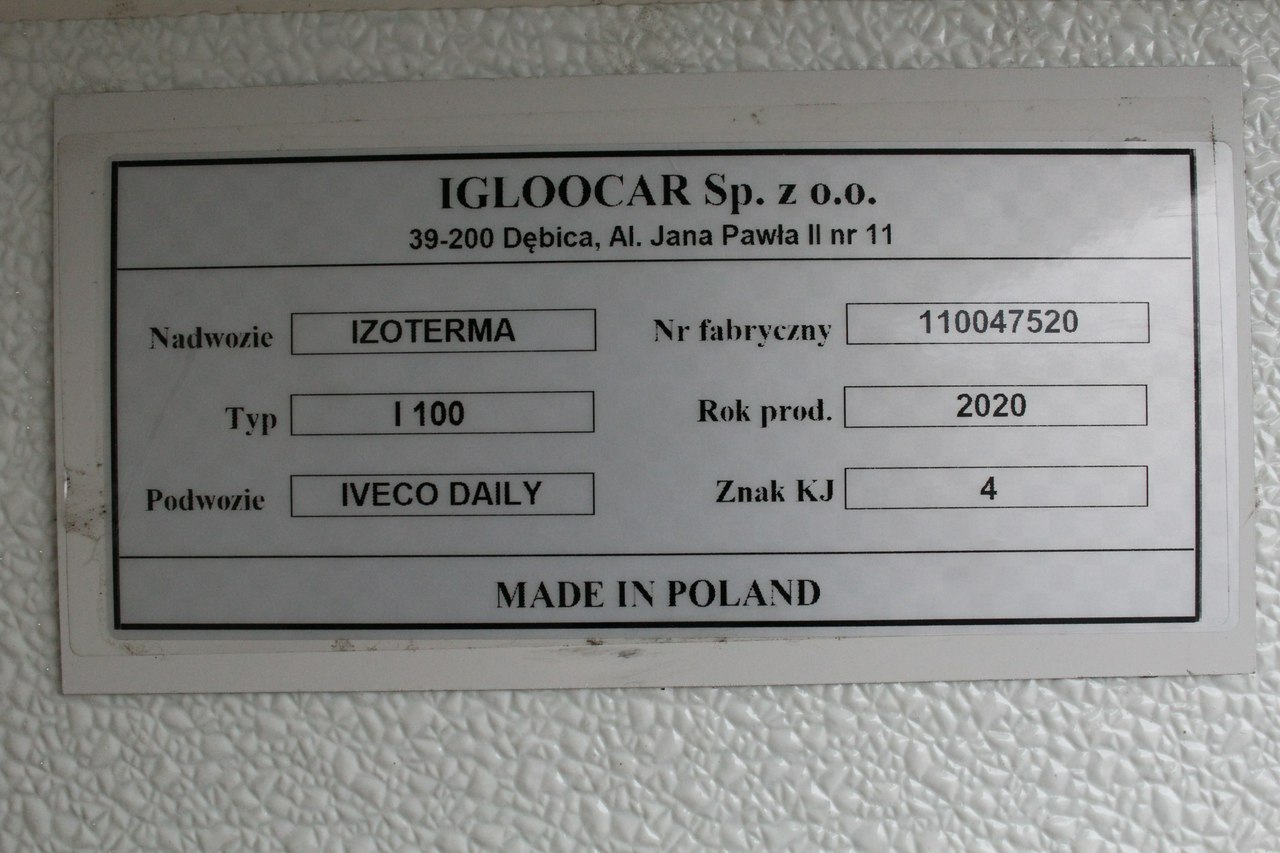 IGLOOCAR Sp. z o.o.
39-200 Dębica, Al. Jana Pawła II nr 11
Nadwozie IZOTERMA Nr fabryczny 110047520
Typ I 100 Rok prod. 2020
Podwozie IVECO DAILY Znak KJ 4
MADE IN POLAND